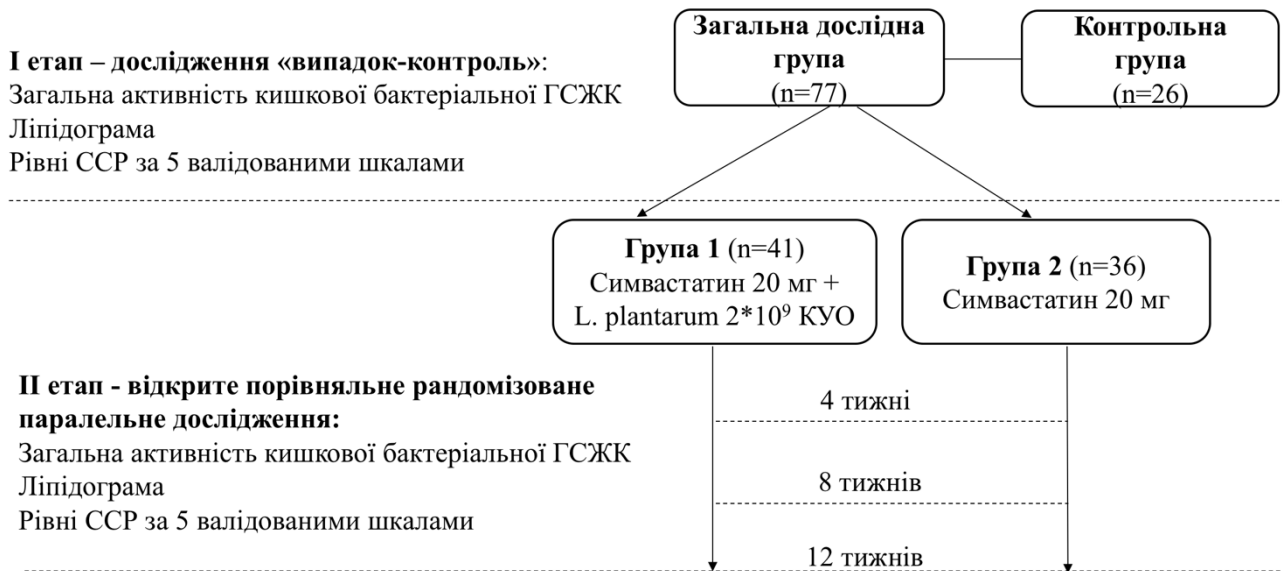 Загальна дослідна
група
(n=77)
Контрольна
група
(n=26)
І етап – дослідження «випадок-контроль»:
Загальна активність кишкової бактеріальної ГСЖК
Ліпідограма
Рівні ССР за 5 валідованими шкалами
Група 1 (n=41)
Симвастатин 20 мг +
L. plantarum 2*10⁹ КУО
Група 2 (n=36)
Симвастатин 20 мг
ІІ етап - відкрите порівняльне рандомізоване
паралельне дослідження:
Загальна активність кишкової бактеріальної ГСЖК
Ліпідограма
Рівні ССР за 5 валідованими шкалами
4 тижні
8 тижнів
12 тижнів